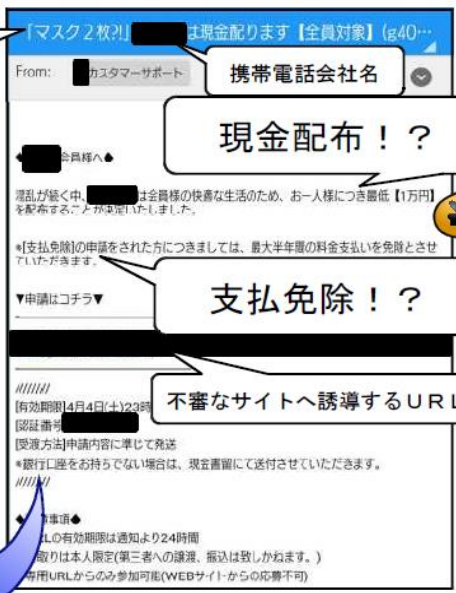 「マスク2枚?!」 は現金配ります【全員対象】(g40…
From: カスタマーサポート
携帯電話会社名
現金配布！？
◆ 会員様へ◆
混乱が続く中、 は会員様の快適な生活のため、お一人様につき最低【1万円】
を配布することが決定いたしました。
*[支払免除]の申請をされた方につきましては、最大半年間の料金支払いを免除とさせ
ていただきます。
支払免除！？
▼申請はコチラ▼
不審なサイトへ誘導するURL
///////
[有効期限]4月4日(土)23時
[認証番号
[受渡方法]申請内容に準じて発送
*銀行口座をお持ちでない場合は、現金書留にて送付させていただきます。
///////
事項◆
Lの有効期限は通知より24時間
取りは本人限定(第三者への譲渡、振込は致しかねます。)
専用URLからのみ参加可能(WEBサイトからの応募不可)